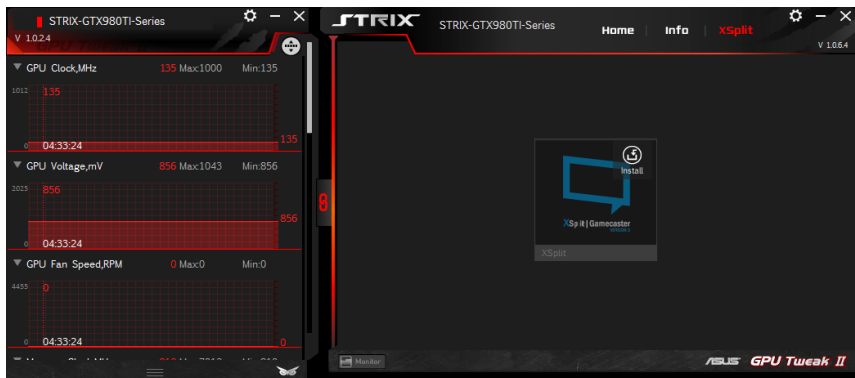 STRIX-GTX980TI-Series
V 1.0.2.4
GPU Clock,MHz 135 Max:1000 Min:135
1012 135
135
0 04:33:24
GPU Voltage,mV 856 Max:1043 Min:856
2025 856
856
0 04:33:24
GPU Fan Speed,RPM 0 Max:0 Min:0
4455 0
0
0 04:33:24
STRIX
STRIX-GTX980TI-Series
Home Info XSplit
V 1.0.6.4
Install
XSplit | Gamecaster
XSplit
Monitor
ASUS GPU Tweak II